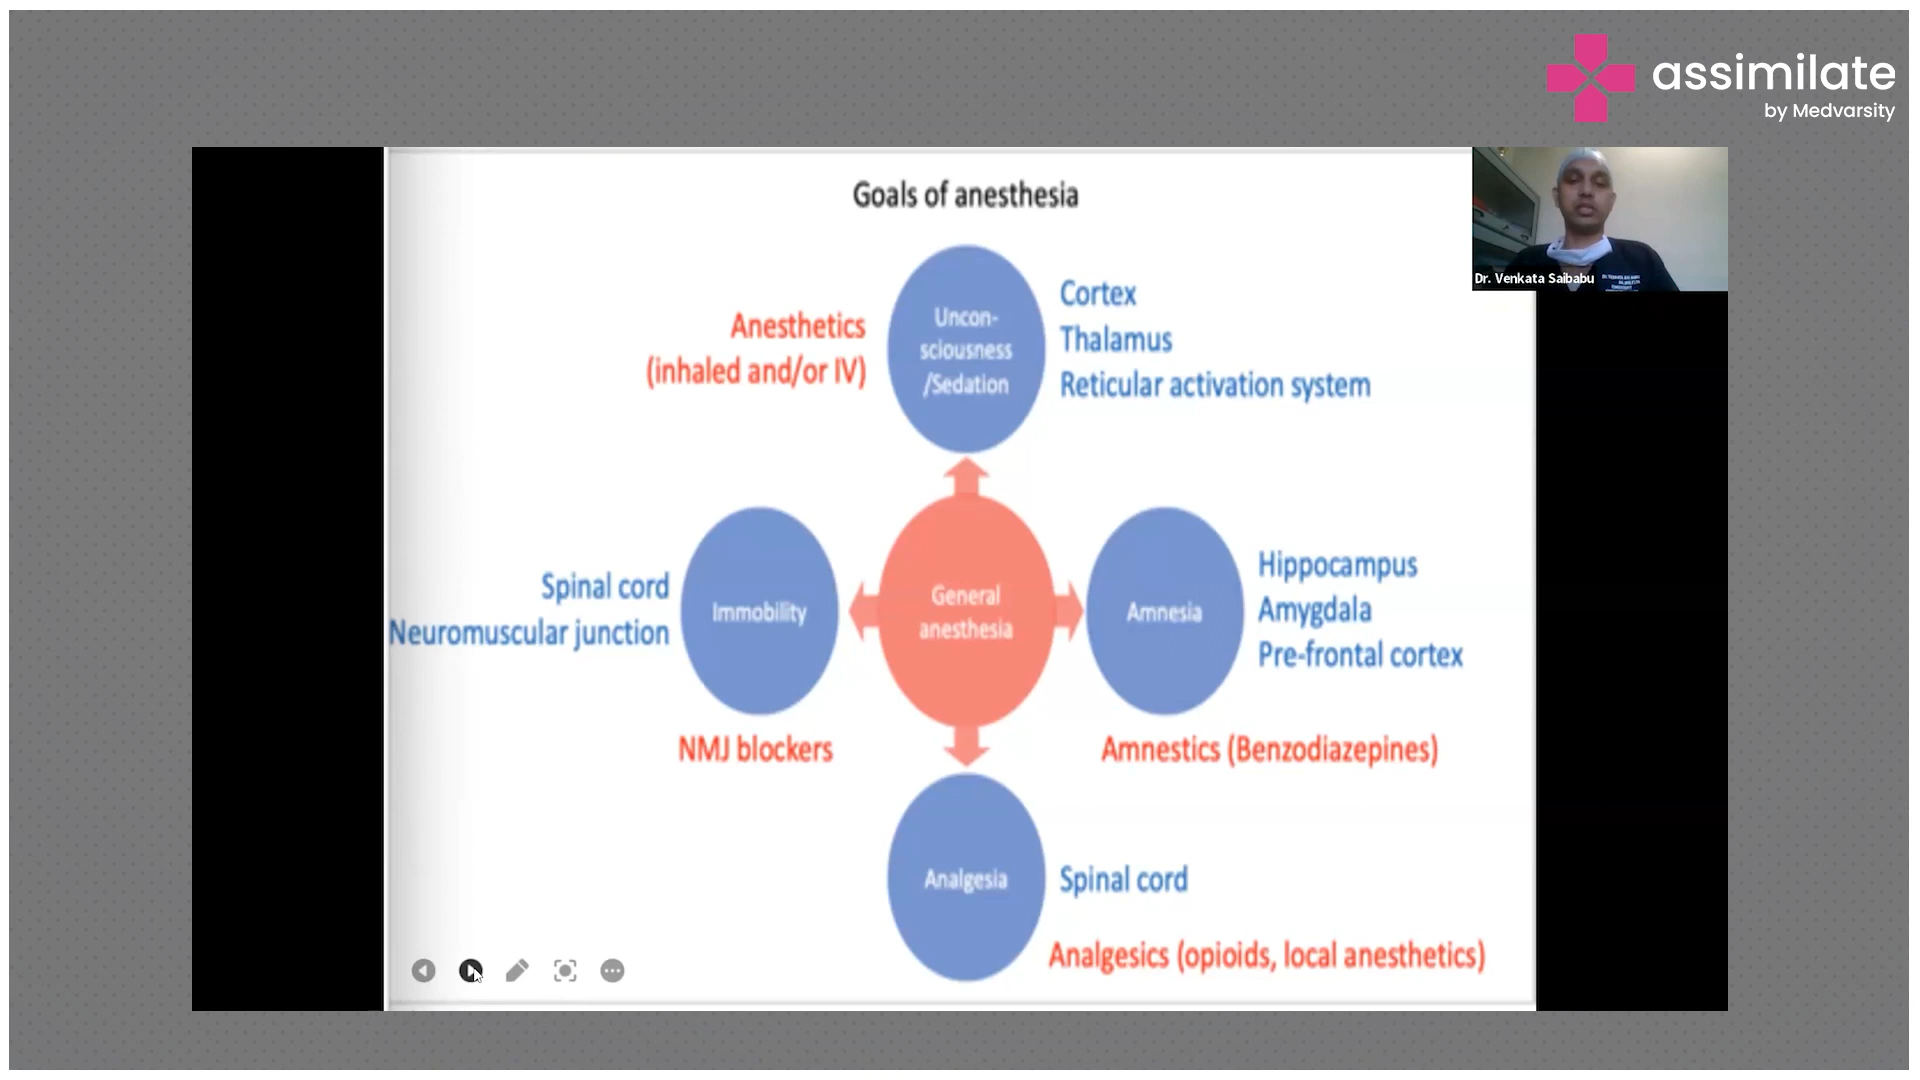 assimilate
by Medvarsity
Goals of anesthesia
Dr. Venkata Saibabu
Anesthetics
(inhaled and/or IV)
Uncon-
sciousness
/Sedation
Cortex
Thalamus
Reticular activation system
Spinal cord
Neuromuscular junction
Immobility
General
anesthesia
Amnesia
Hippocampus
Amygdala
Pre-frontal cortex
NMJ blockers
Amnestics (Benzodiazepines)
Analgesia
Spinal cord
Analgesics (opioids, local anesthetics)